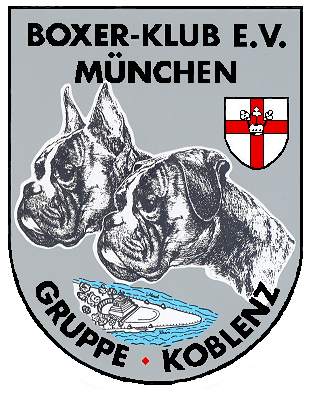 BOXER-KLUB E.V.
MÜNCHEN
GRUPPE • KOBLENZ